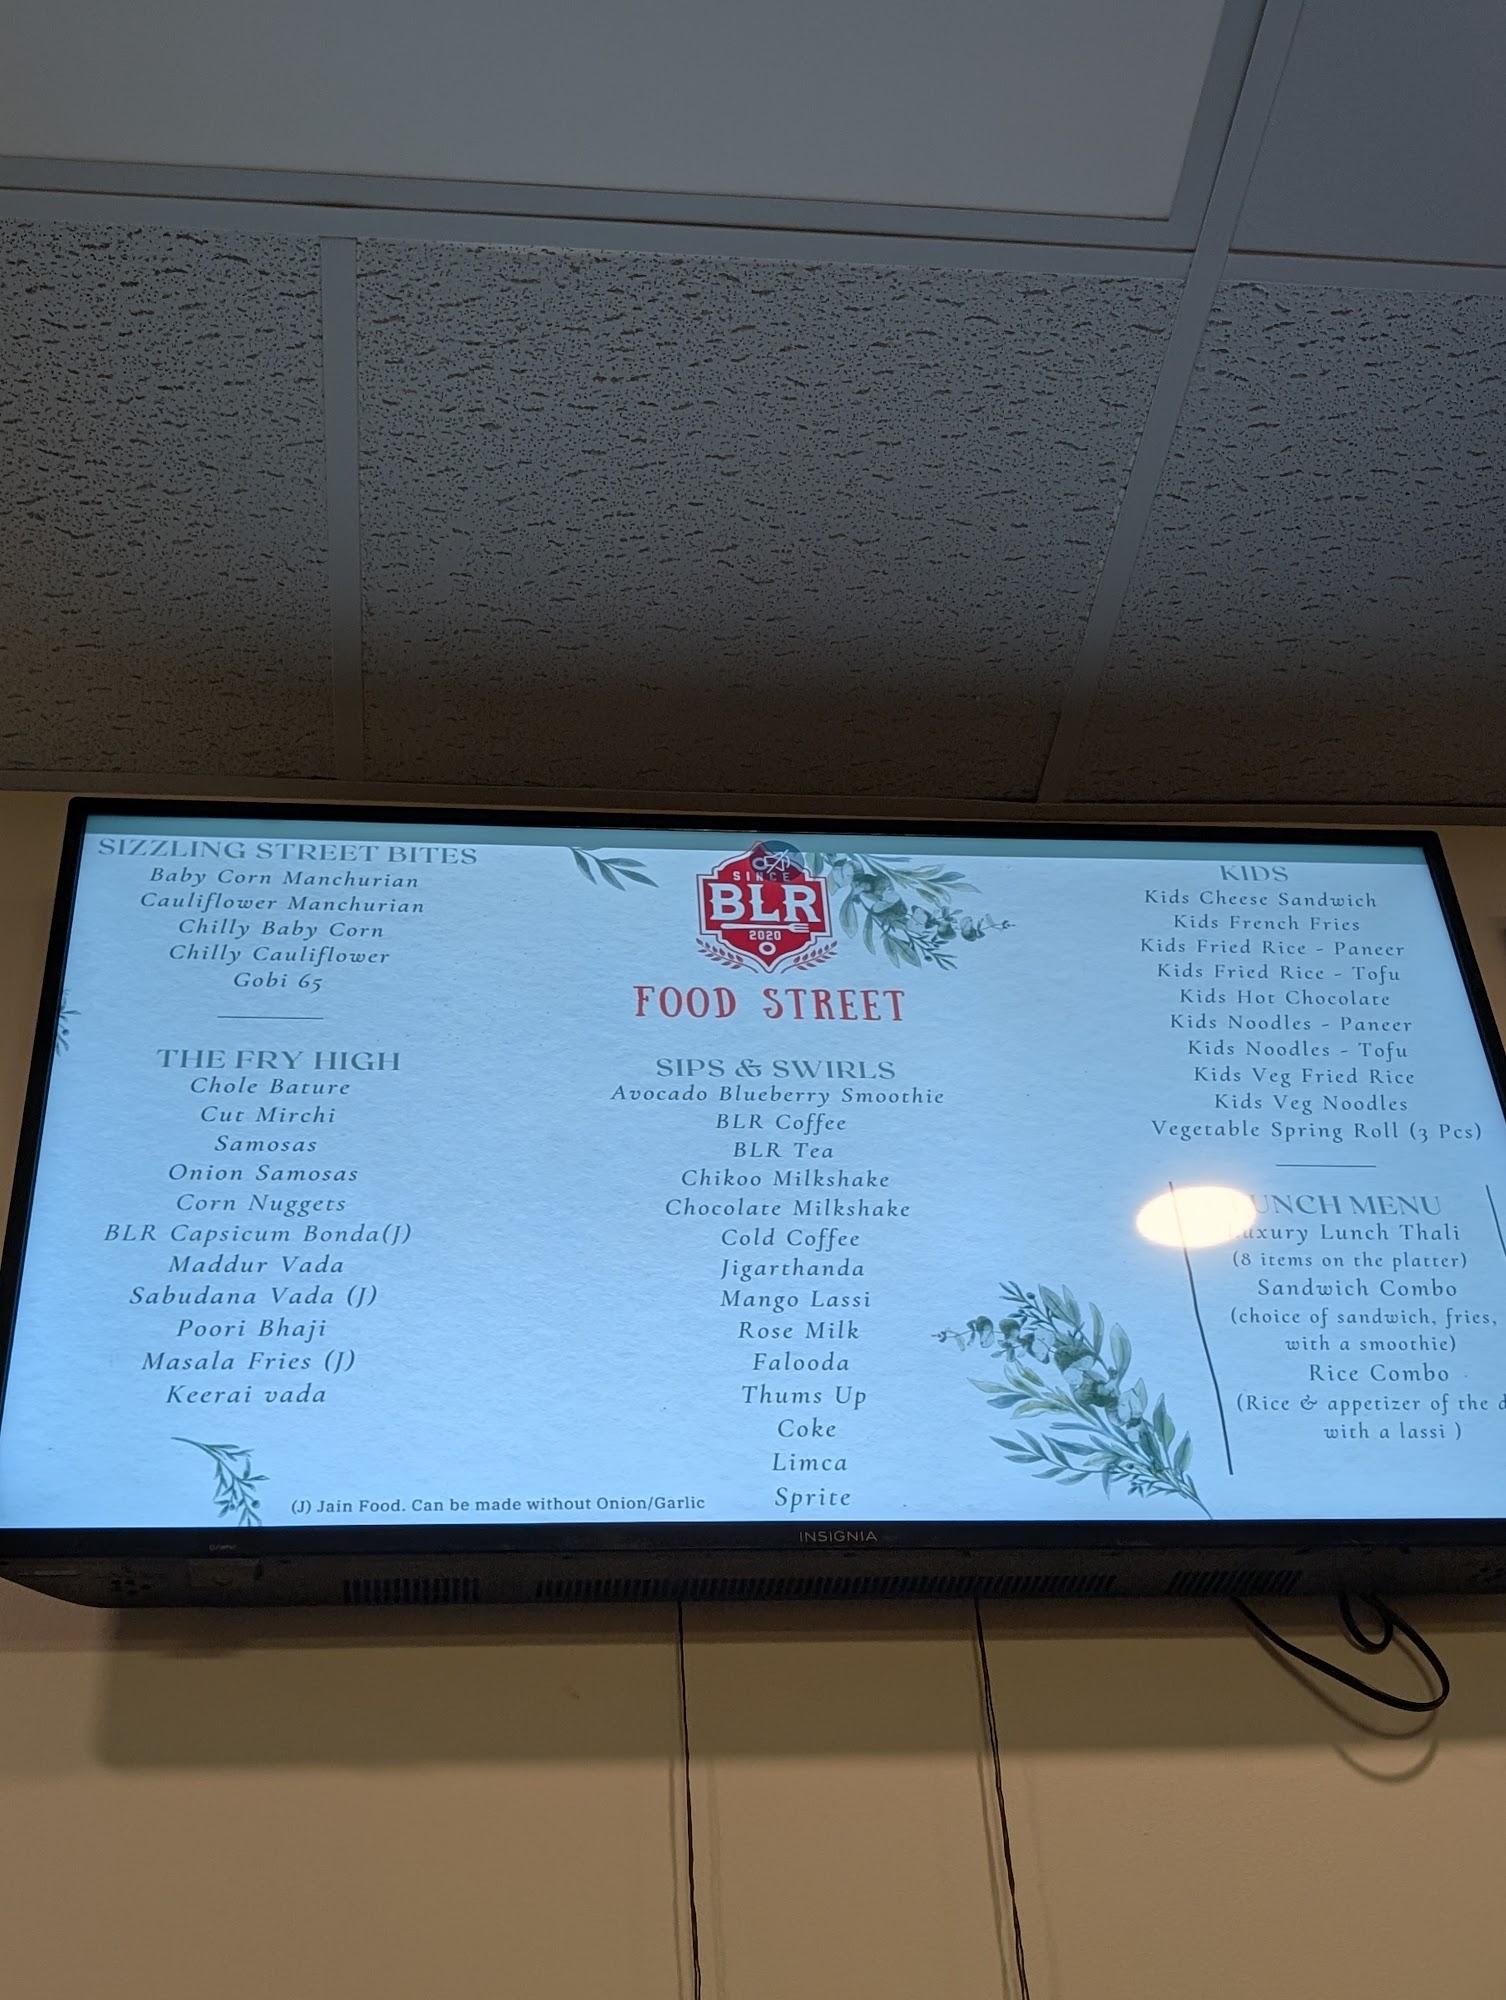 SIZZLING STREET BITES
Baby Corn Manchurian
Cauliflower Manchurian
Chilly Baby Corn
Chilly Cauliflower
Gobi 65
THE FRY HIGH
Chole Bature
Cut Mirchi
Samosas
Onion Samosas
Corn Nuggets
BLR Capsicum Bonda(J)
Maddur Vada
Sabudana Vada (J)
Poori Bhaji
Masala Fries (J)
Keerai vada
(J) Jain Food. Can be made without Onion/Garlic
SINCE
BLR
2020
FOOD STREET
SIPS & SWIRLS
Avocado Blueberry Smoothie
BLR Coffee
BLR Tea
Chikoo Milkshake
Chocolate Milkshake
Cold Coffee
Jigarthanda
Mango Lassi
Rose Milk
Falooda
Thums Up
Coke
Limca
Sprite
KIDS
Kids Cheese Sandwich
Kids French Fries
Kids Fried Rice - Paneer
Kids Fried Rice - Tofu
Kids Hot Chocolate
Kids Noodles - Paneer
Kids Noodles - Tofu
Kids Veg Fried Rice
Kids Veg Noodles
Vegetable Spring Roll (3 Pcs)
LUNCH MENU
Luxury Lunch Thali
(8 items on the platter)
Sandwich Combo
(choice of sandwich, fries,
with a smoothie)
Rice Combo
(Rice & appetizer of the
with a lassi )
INSIGNIA